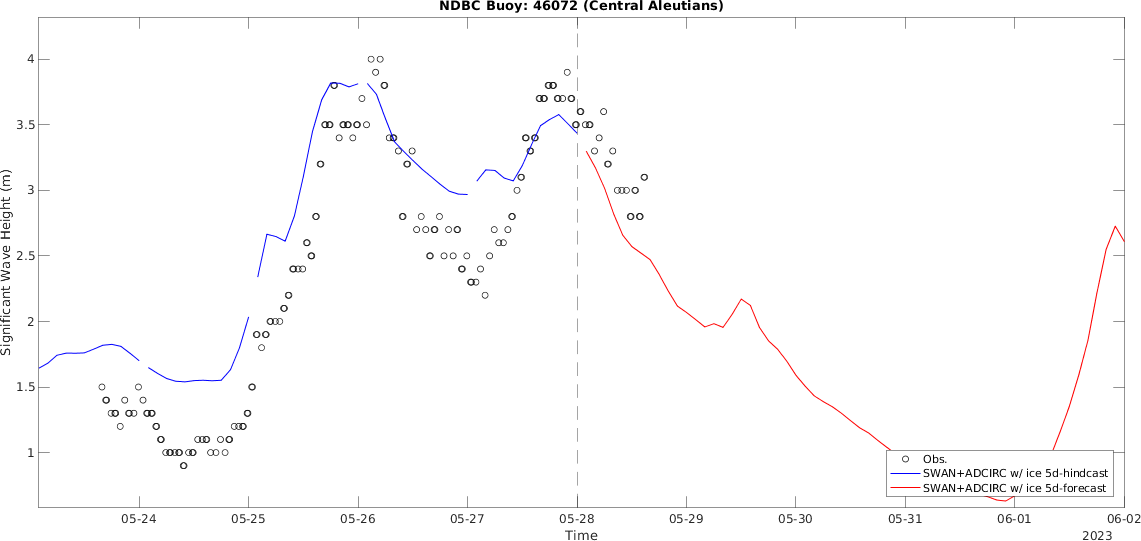 NDBC Buoy: 46072 (Central Aleutians)
Significant Wave Height (m)
4
3.5
3
2.5
2
1.5
1
Obs.
SWAN+ADCIRC w/ ice 5d-hindcast
SWAN+ADCIRC w/ ice 5d-forecast
05-24 05-25 05-26 05-27 05-28 05-29 05-30 05-31 06-01 06-02
Time
2023